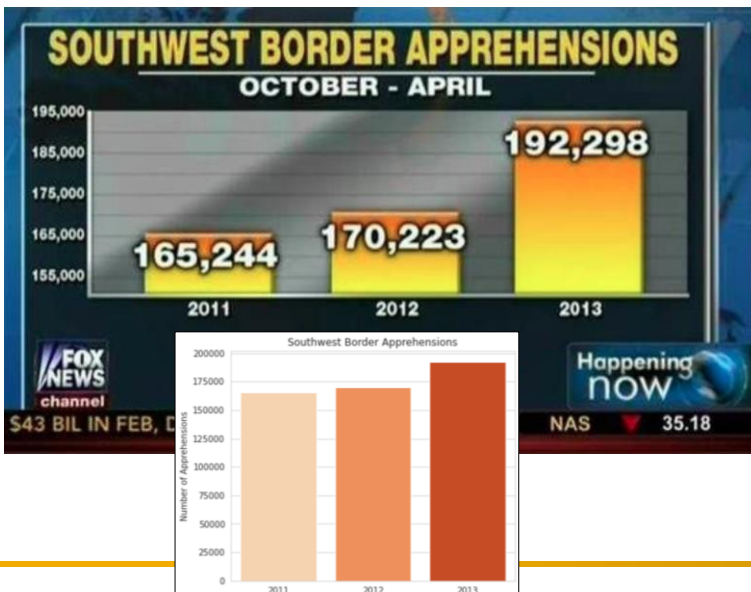 SOUTHWEST BORDER APPREHENSIONS
OCTOBER - APRIL
195,000
185,000
175,000
165,000
155,000
165,244
170,223
192,298
2011
2012
2013
FOX
NEWS
channel
Happening
now
$43 BIL IN FEB, D
NAS
35.18
Southwest Border Apprehensions
Number of Apprehensions
200000
175000
150000
125000
100000
75000
50000
25000
0
2011
2012
2013